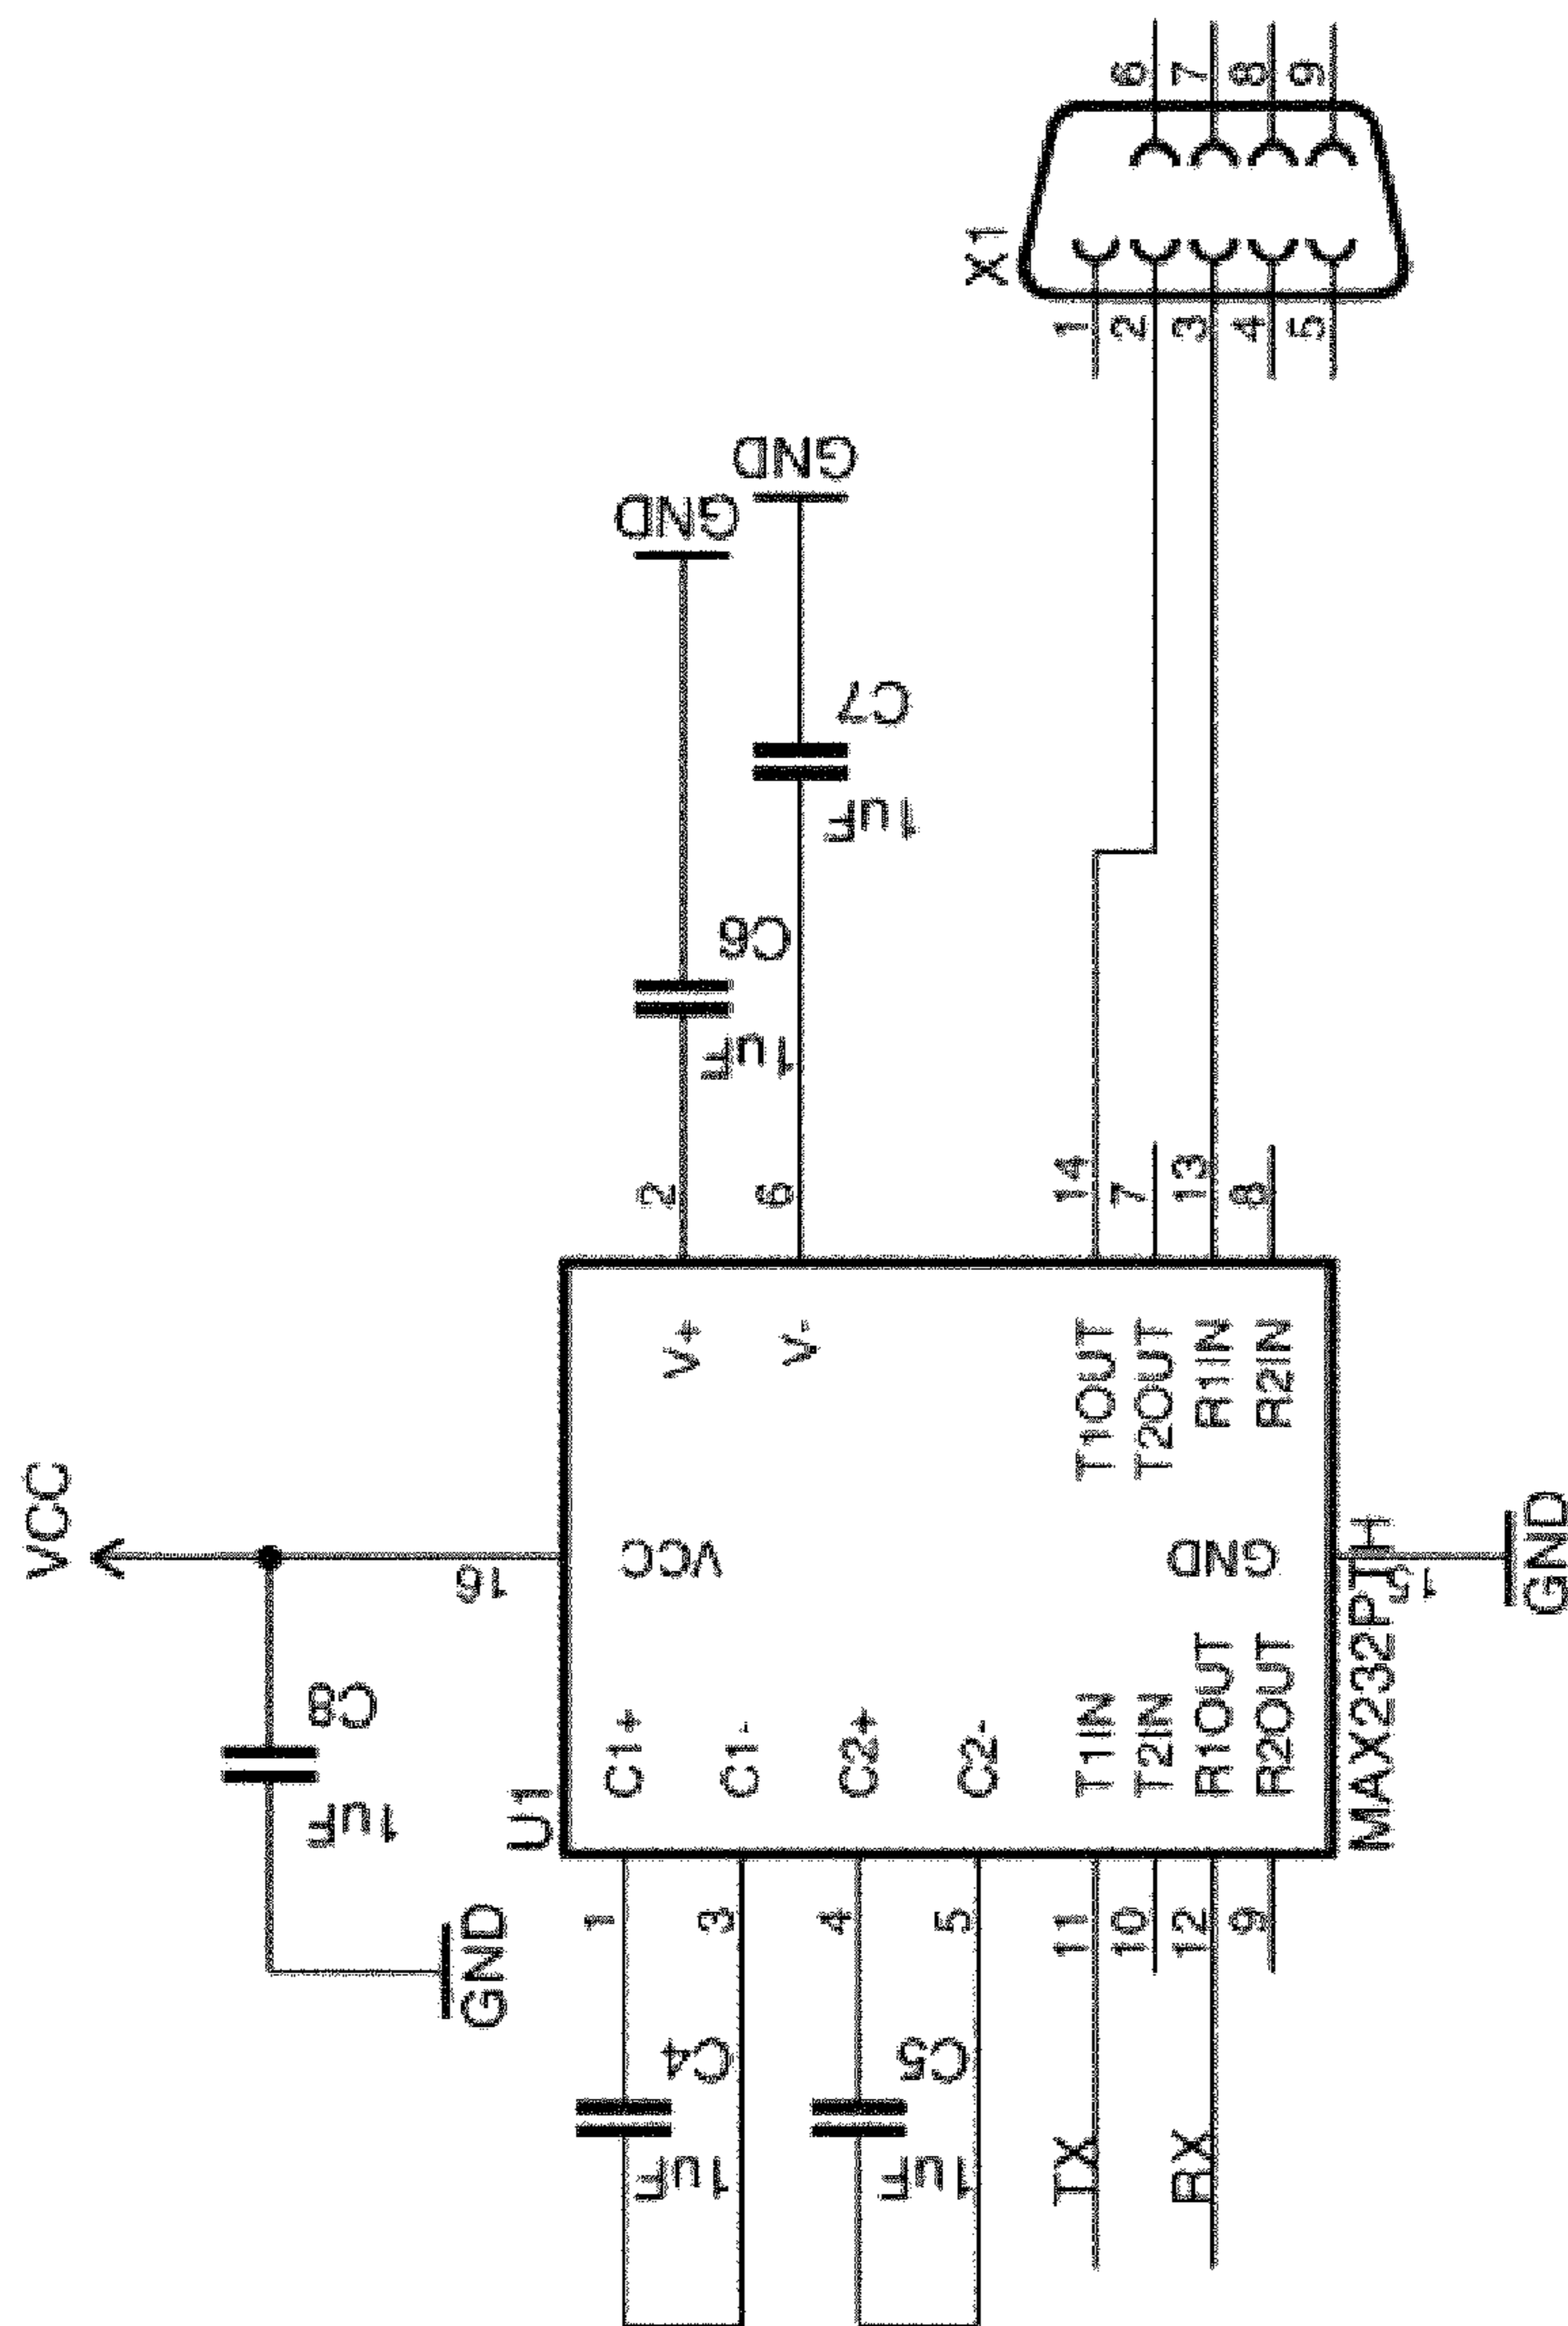 VCC
C8
1uF
GND
16
U1
C1+
C1-
C2+
C2-
T1IN
T2IN
R1OUT
R2OUT
VCC
GND
V+
V-
T1OUT
T2OUT
R1IN
R2IN
MAX232PTH
15
GND
1
3
4
5
11
10
12
9
C4
1uF
C5
1uF
TX
RX
2
6
14
7
13
8
C6
1uF
GND
C7
1uF
GND
X1
1
2
3
4
5
6
7
8
9